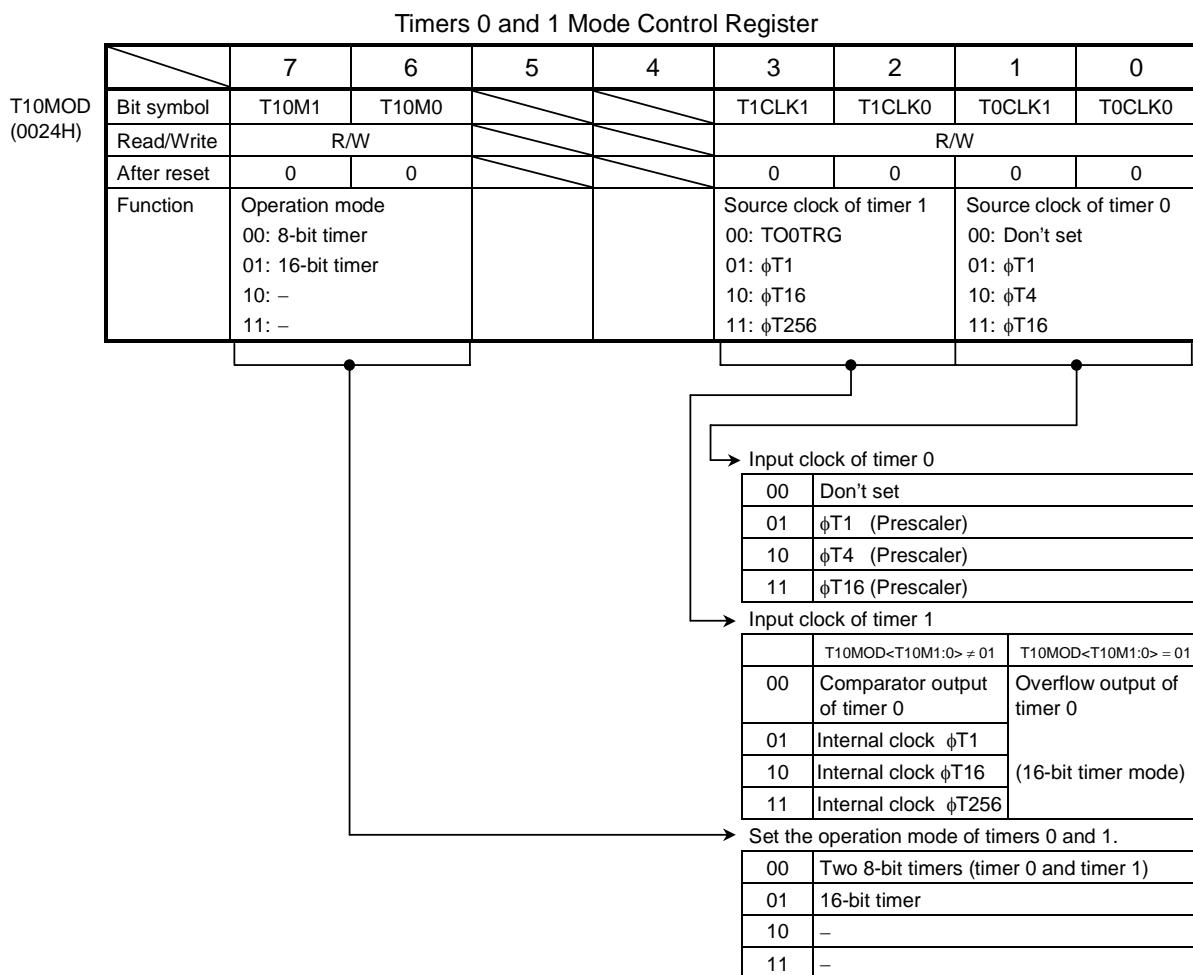 Timers 0 and 1 Mode Control Register
7 6 5 4 3 2 1 0
T10MOD
(0024H)
Bit symbol T10M1 T10M0 T1CLK1 T1CLK0 T0CLK1 T0CLK0
Read/Write R/W R/W
After reset 0 0 0 0 0 0
Function Operation mode Source clock of timer 1 Source clock of timer 0
00: 8-bit timer 00: TO0TRG 00: Don't set
01: 16-bit timer 01: ϕT1 01: ϕT1
10: − 10: ϕT16 10: ϕT4
11: − 11: ϕT256 11: ϕT16
Input clock of timer 0
00 Don't set
01 ϕT1 (Prescaler)
10 ϕT4 (Prescaler)
11 ϕT16 (Prescaler)
Input clock of timer 1
T10MOD<T10M1:0> ≠ 01 T10MOD<T10M1:0> = 01
00 Comparator output Overflow output of
of timer 0 timer 0
01 Internal clock ϕT1
10 Internal clock ϕT16 (16-bit timer mode)
11 Internal clock ϕT256
Set the operation mode of timers 0 and 1.
00 Two 8-bit timers (timer 0 and timer 1)
01 16-bit timer
10 −
11 −